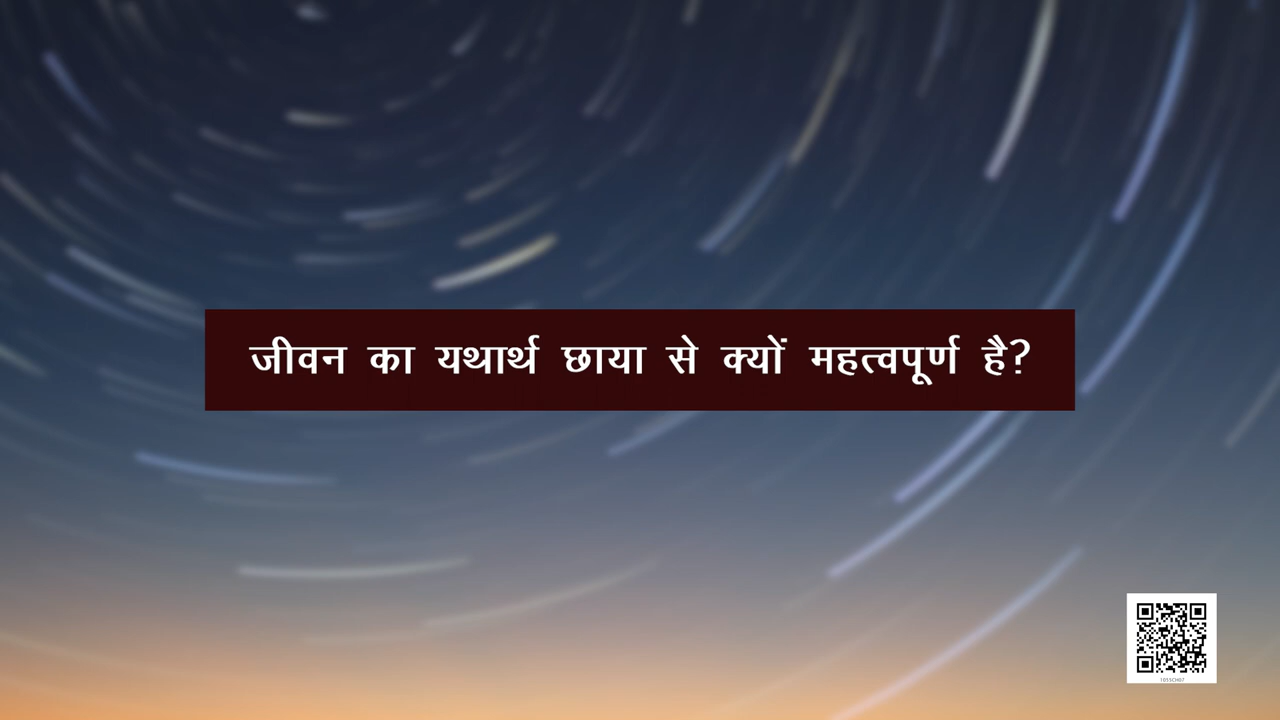 जीवन का यथार्थ छाया से क्यों महत्वपूर्ण है?